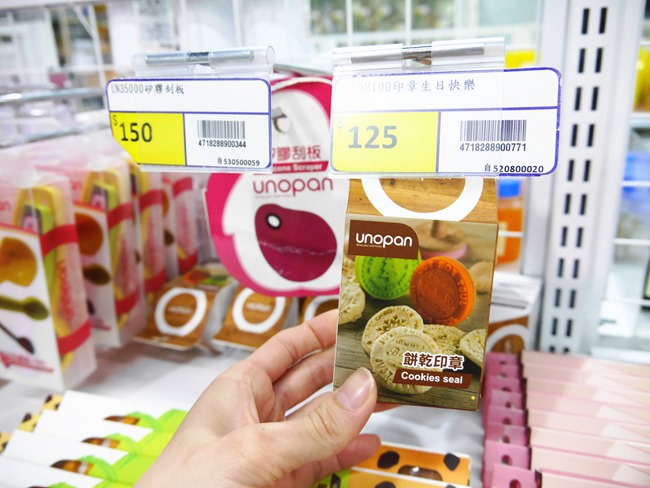 UN35000矽膠刮板
$150
4718288900344
自530500059
52100印章生日快樂
125
4718288900771
自520800020
矽膠刮板
Silicone Scraper
unopan
unopan
餅乾印章
Cookies seal